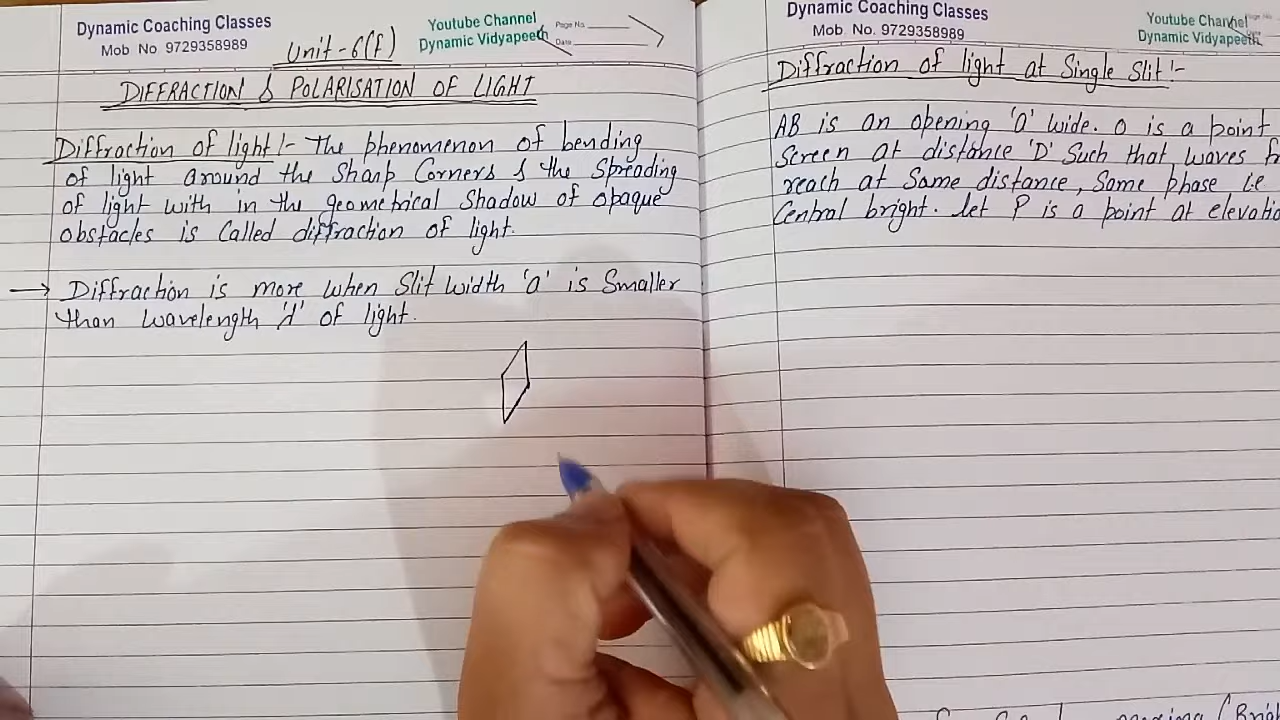 Dynamic Coaching Classes
Mob No 9729358989
Youtube Channel
Dynamic Vidyapeeth
Page No.
Date
Unit-6(f)
DIFFRACTION & POLARISATION OF LIGHT
Diffraction of light:- The phenomenon of bending
of light around the Sharp Corners & the Spreading
of light with in the geometrical Shadow of opaque
obstacles is Called diffraction of light.
→ Diffraction is more when Slit width 'a' is Smaller
than wavelength 'λ' of light.
Dynamic Coaching Classes
Mob. No. 9729358989
Youtube Channel
Dynamic Vidyapeeth
Diffraction of light at Single Slit:-
AB is an opening 'a' wide. O is a point
Screen at distance 'D' Such that waves
reach at Same distance, Same phase i.e.
Central bright. Let P is a point at